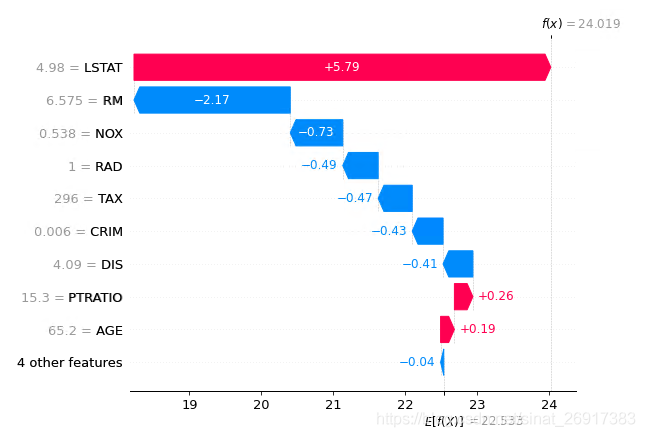 f(x) = 24.019
4.98 = LSTAT +5.79
6.575 = RM −2.17
0.538 = NOX −0.73
1 = RAD −0.49
296 = TAX −0.47
0.006 = CRIM −0.43
4.09 = DIS −0.41
15.3 = PTRATIO +0.26
65.2 = AGE +0.19
4 other features −0.04
19 20 21 22 23 24
E[f(X)] = 22.533